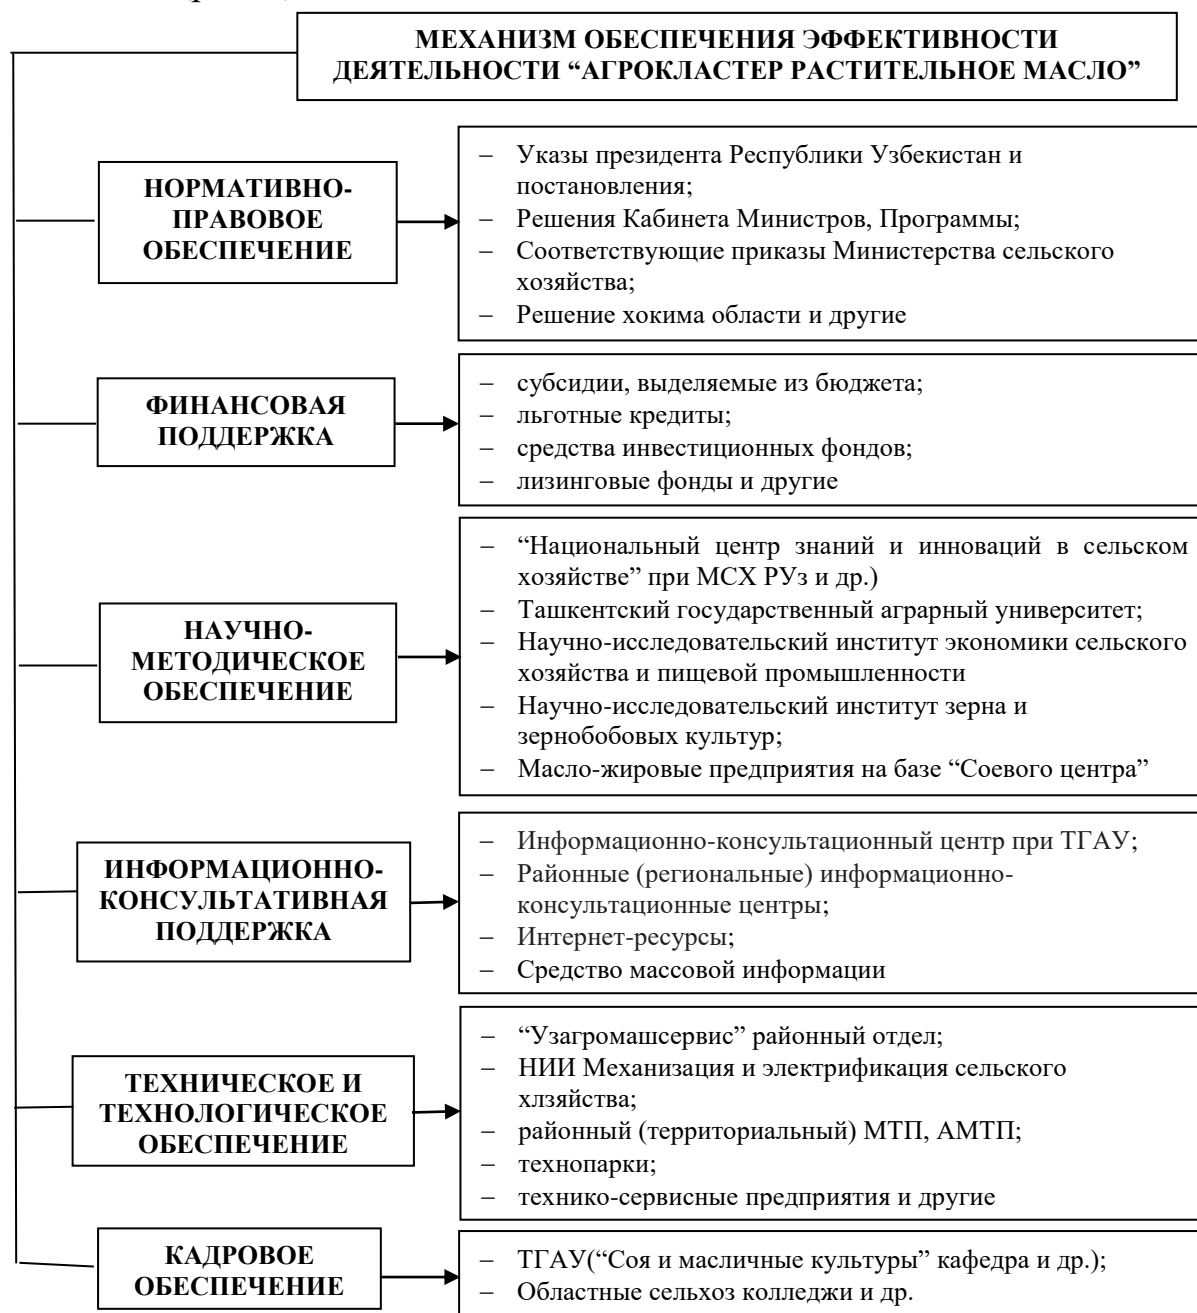 МЕХАНИЗМ ОБЕСПЕЧЕНИЯ ЭФФЕКТИВНОСТИ
ДЕЯТЕЛЬНОСТИ “АГРОКЛАСТЕР РАСТИТЕЛЬНОЕ МАСЛО”
НОРМАТИВНО-
ПРАВОВОЕ
ОБЕСПЕЧЕНИЕ
– Указы президента Республики Узбекистан и
постановления;
– Решения Кабинета Министров, Программы;
– Соответствующие приказы Министерства сельского
хозяйства;
– Решение хокима области и другие
ФИНАНСОВАЯ
ПОДДЕРЖКА
– субсидии, выделяемые из бюджета;
– льготные кредиты;
– средства инвестиционных фондов;
– лизинговые фонды и другие
НАУЧНО-
МЕТОДИЧЕСКОЕ
ОБЕСПЕЧЕНИЕ
– “Национальный центр знаний и инноваций в сельском
хозяйстве” при МСХ РУз и др.)
– Ташкентский государственный аграрный университет;
– Научно-исследовательский институт экономики сельского
хозяйства и пищевой промышленности
– Научно-исследовательский институт зерна и
зернобобовых культур;
– Масло-жировые предприятия на базе “Соевого центра”
ИНФОРМАЦИОННО-
КОНСУЛЬТАТИВНАЯ
ПОДДЕРЖКА
– Информационно-консультационный центр при ТГАУ;
– Районные (региональные) информационно-
консультационные центры;
– Интернет-ресурсы;
– Средство массовой информации
ТЕХНИЧЕСКОЕ И
ТЕХНОЛОГИЧЕСКОЕ
ОБЕСПЕЧЕНИЕ
– “Узагромашсервис” районный отдел;
– НИИ Механизация и электрификация сельского
хлзяйства;
– районный (территориальный) МТП, АМТП;
– технопарки;
– технико-сервисные предприятия и другие
КАДРОВОЕ
ОБЕСПЕЧЕНИЕ
– ТГАУ(“Соя и масличные культуры” кафедра и др.);
– Областные сельхоз колледжи и др.